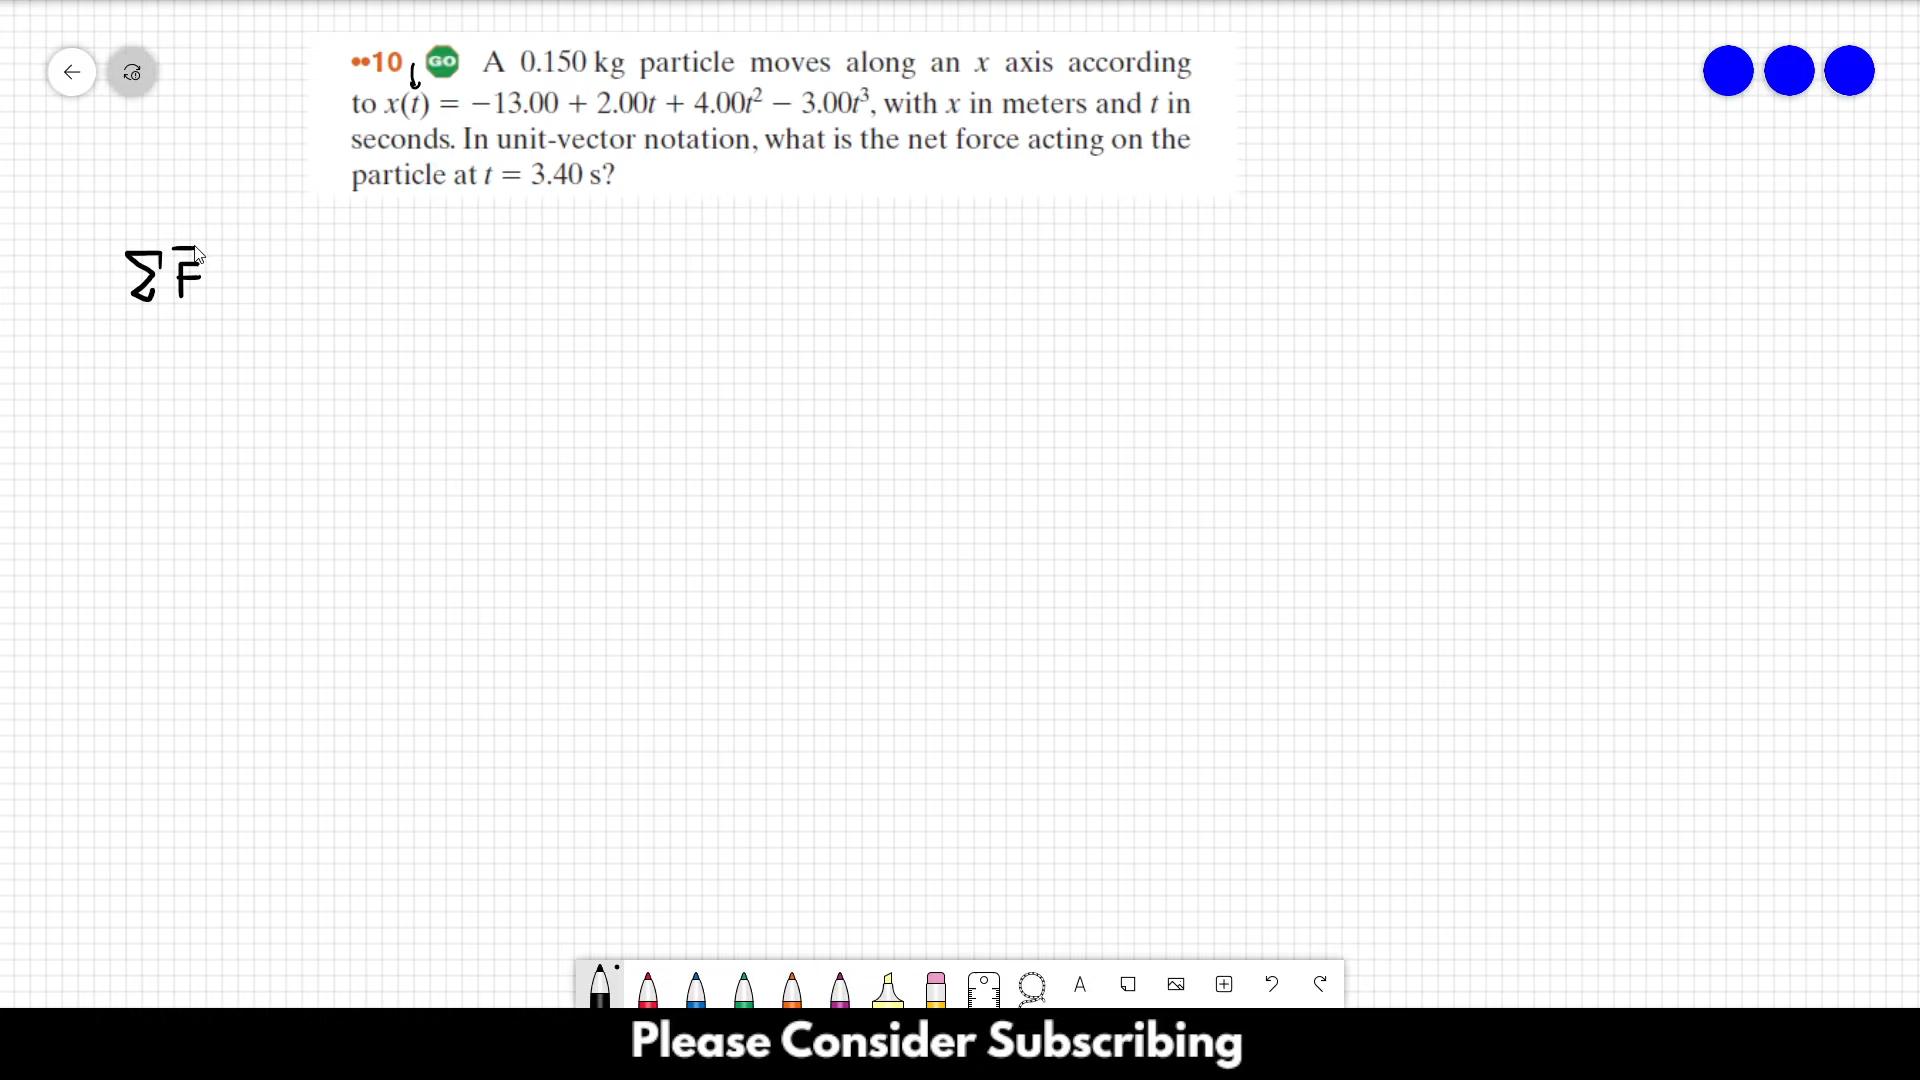 ••10 GO A 0.150 kg particle moves along an x axis according
to x(t) = −13.00 + 2.00t + 4.00t² − 3.00t³, with x in meters and t in
seconds. In unit-vector notation, what is the net force acting on the
particle at t = 3.40 s?
Σ F
A
Please Consider Subscribing